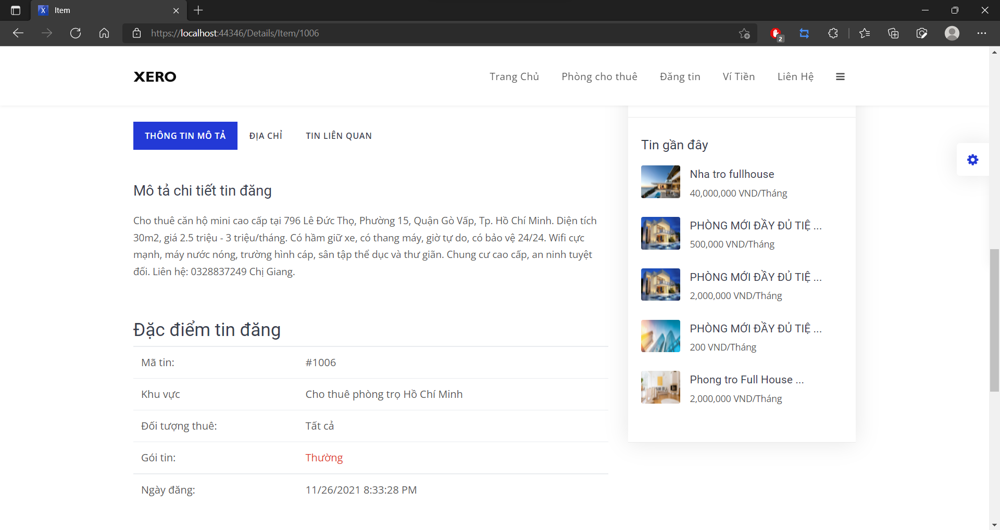 Item
https://localhost:44346/Details/Item/1006
2
XERO
Trang Chủ
Phòng cho thuê
Đăng tin
Ví Tiền
Liên Hệ
THÔNG TIN MÔ TẢ
ĐỊA CHỈ
TIN LIÊN QUAN
Mô tả chi tiết tin đăng
Cho thuê căn hộ mini cao cấp tại 796 Lê Đức Thọ, Phường 15, Quận Gò Vấp, Tp. Hồ Chí Minh. Diện tích
30m2, giá 2.5 triệu - 3 triệu/tháng. Có hầm giữ xe, có thang máy, giờ tự do, có bảo vệ 24/24. Wifi cực
mạnh, máy nước nóng, trường hình cáp, sân tập thể dục và thư giãn. Chung cư cao cấp, an ninh tuyệt
đối. Liên hệ: 0328837249 Chị Giang.
Đặc điểm tin đăng
Mã tin: #1006
Khu vực Cho thuê phòng trọ Hồ Chí Minh
Đối tượng thuê: Tất cả
Gói tin: Thường
Ngày đăng: 11/26/2021 8:33:28 PM
Tin gần đây
Nha tro fullhouse
40,000,000 VND/Tháng
PHÒNG MỚI ĐẦY ĐỦ TIỆ ...
500,000 VND/Tháng
PHÒNG MỚI ĐẦY ĐỦ TIỆ ...
2,000,000 VND/Tháng
PHÒNG MỚI ĐẦY ĐỦ TIỆ ...
200 VND/Tháng
Phong tro Full House ...
2,000,000 VND/Tháng